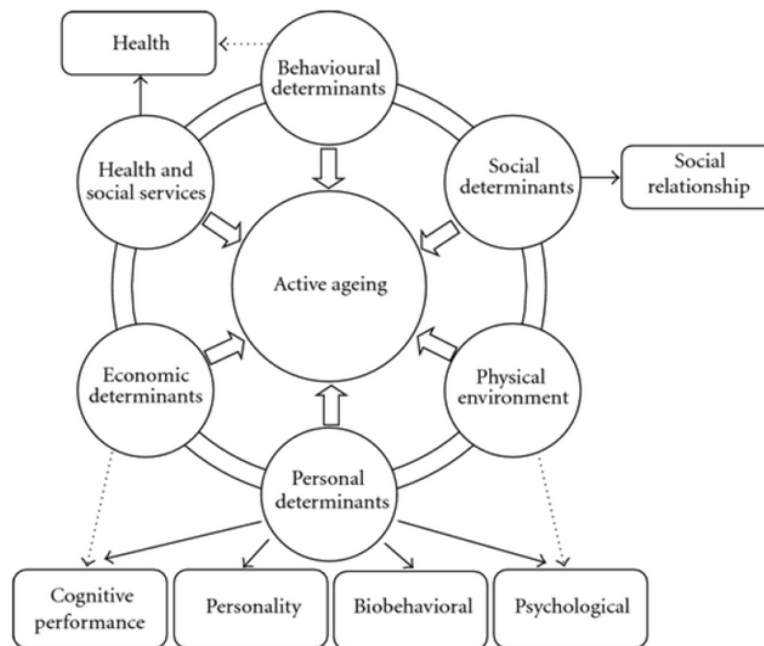 Health
Behavioural
determinants
Health and
social services
Social
determinants
Social
relationship
Active ageing
Economic
determinants
Physical
environment
Personal
determinants
Cognitive
performance
Personality
Biobehavioral
Psychological